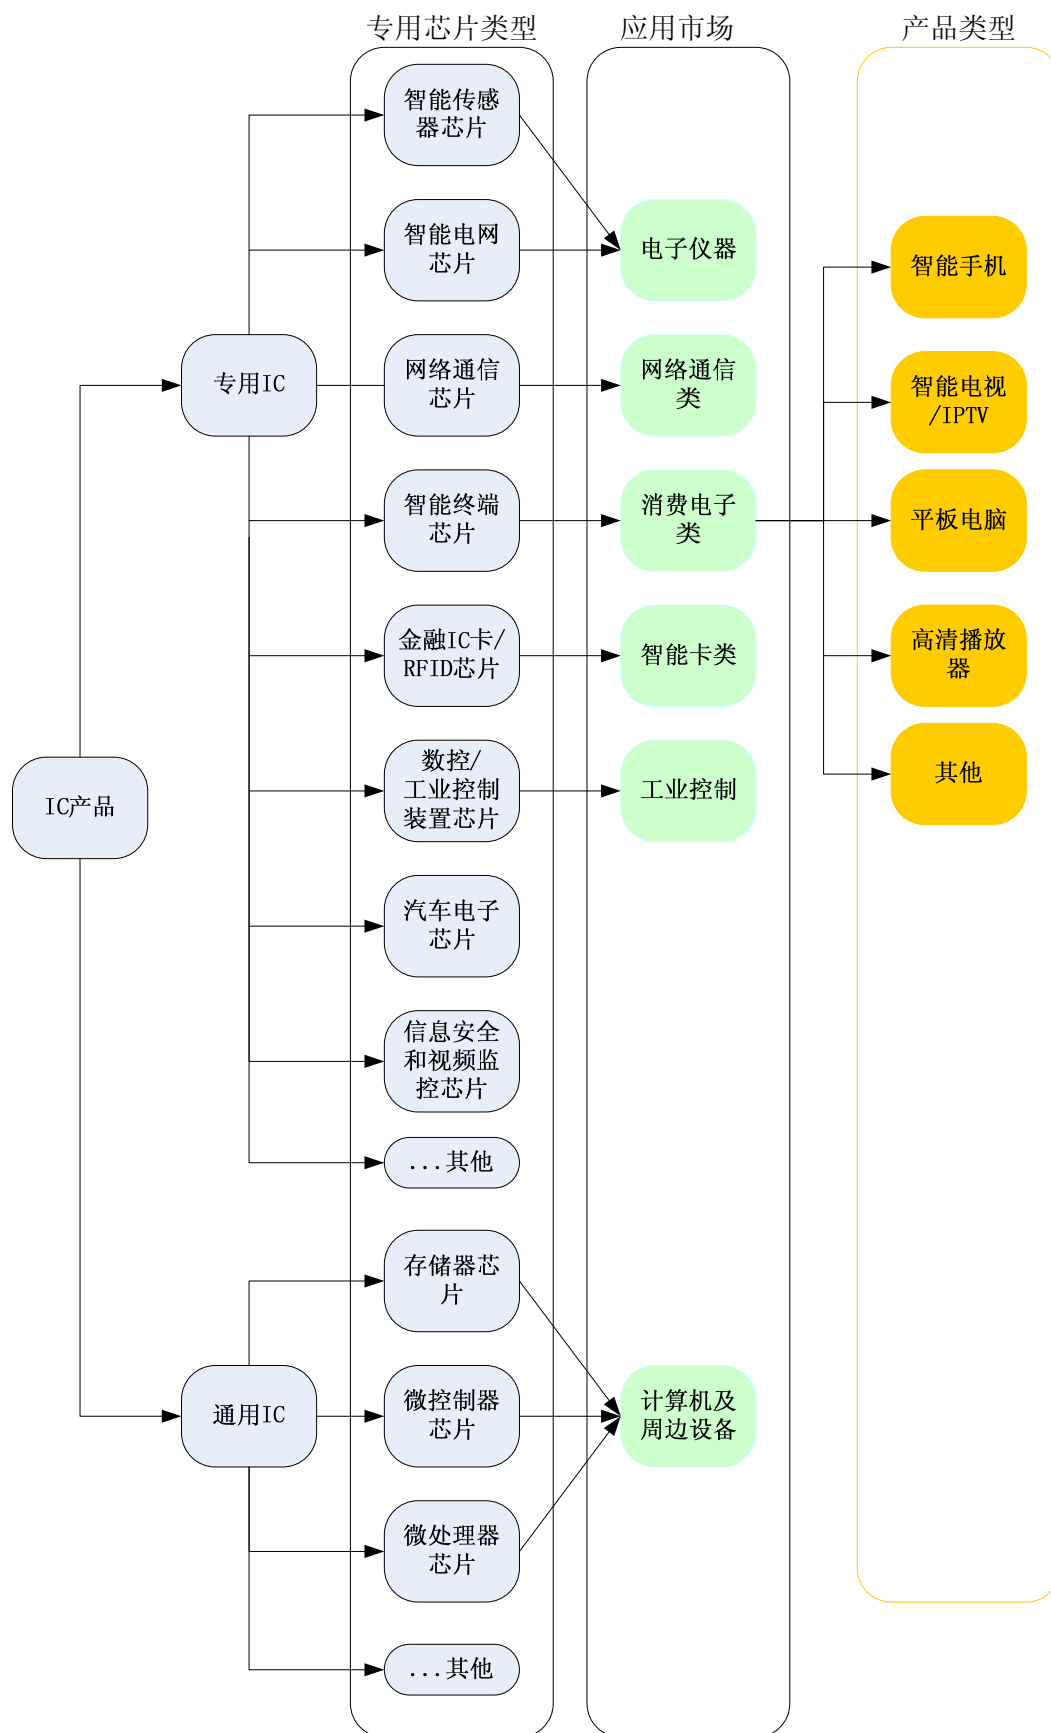 专用芯片类型
应用市场
产品类型
智能传感
器芯片
智能电网
芯片
电子仪器
智能手机
专用IC
网络通信
芯片
网络通信
类
智能电视
/IPTV
智能终端
芯片
消费电子
类
平板电脑
金融IC卡/
RFID芯片
智能卡类
高清播放
器
IC产品
数控/
工业控制
装置芯片
工业控制
其他
汽车电子
芯片
信息安全
和视频监
控芯片
...其他
存储器芯
片
通用IC
微控制器
芯片
计算机及
周边设备
微处理器
芯片
...其他